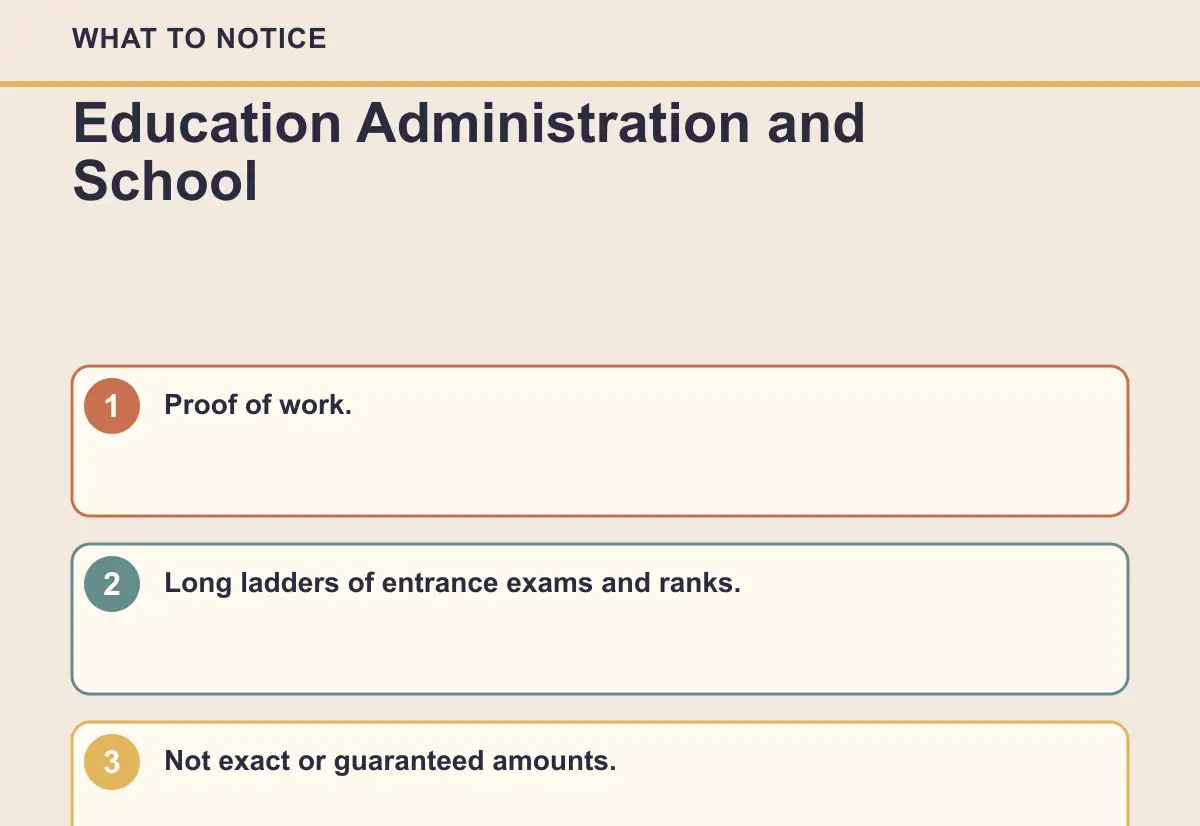 WHAT TO NOTICE
Education Administration and
School
1 Proof of work.
2 Long ladders of entrance exams and ranks.
3 Not exact or guaranteed amounts.